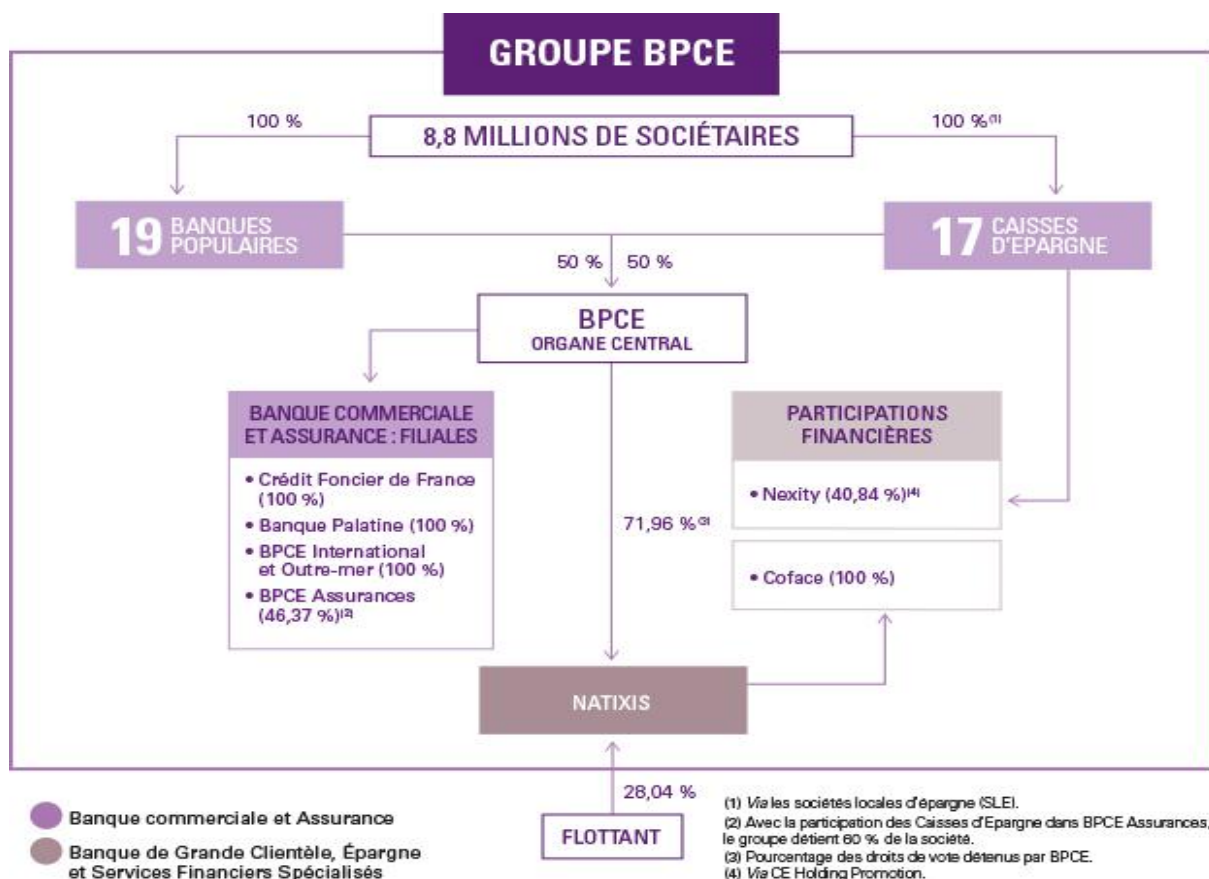 GROUPE BPCE
100 %
8,8 MILLIONS DE SOCIÉTAIRES
100 %(1)
19 BANQUES
POPULAIRES
17 CAISSES
D'EPARGNE
50 %
50 %
BPCE
ORGANE CENTRAL
BANQUE COMMERCIALE
ET ASSURANCE : FILIALES
• Crédit Foncier de France
(100 %)
• Banque Palatine (100 %)
• BPCE International
et Outre-mer (100 %)
• BPCE Assurances
(46,37 %)(2)
71,96 %(3)
PARTICIPATIONS
FINANCIÈRES
• Nexity (40,84 %)(4)
• Coface (100 %)
NATIXIS
28,04 %
FLOTTANT
Banque commerciale et Assurance
Banque de Grande Clientèle, Épargne
et Services Financiers Spécialisés
(1) Via les sociétés locales d'épargne (SLE).
(2) Avec la participation des Caisses d'Epargne dans BPCE Assurances,
le groupe détient 60 % de la société.
(3) Pourcentage des droits de vote détenus par BPCE.
(4) Via CE Holding Promotion.